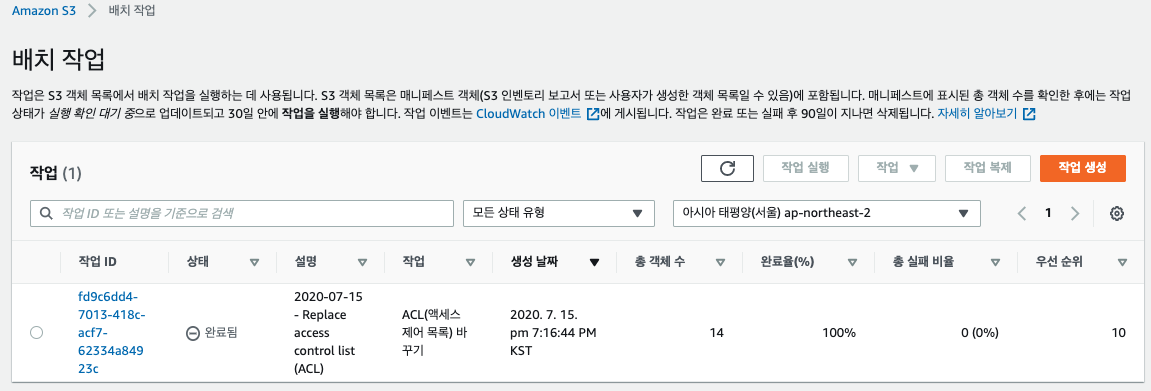 Amazon S3 > 배치 작업
배치 작업
작업은 S3 객체 목록에서 배치 작업을 실행하는 데 사용됩니다. S3 객체 목록은 매니페스트 객체(S3 인벤토리 보고서 또는 사용자가 생성한 객체 목록일 수 있음)에 포함됩니다. 매니페스트에 표시된 총 객체 수를 확인한 후에는 작업
상태가 실행 확인 대기 중으로 업데이트되고 30일 안에 작업을 실행해야 합니다. 작업 이벤트는 CloudWatch 이벤트 에 게시됩니다. 작업은 완료 또는 실패 후 90일이 지나면 삭제됩니다. 자세히 알아보기
작업 (1)
작업 실행
작업
작업 복제
작업 생성
작업 ID 또는 설명을 기준으로 검색
모든 상태 유형
아시아 태평양(서울) ap-northeast-2
1
작업 ID
상태
설명
작업
생성 날짜
총 객체 수
완료율(%)
총 실패 비율
우선 순위
fd9c6dd4-
7013-418c-
acf7-
62334a849
23c
완료됨
2020-07-15
- Replace
access
control list
(ACL)
ACL(액세스
제어 목록) 바
꾸기
2020. 7. 15.
pm 7:16:44 PM
KST
14
100%
0 (0%)
10